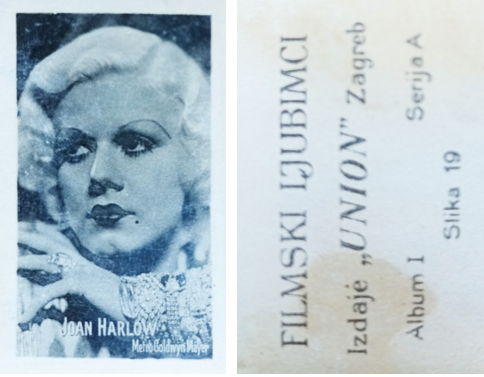 JOAN HARLOW
Metro Goldwyn Mayer
FILMSKI LJUBIMCI
Izdaje „UNION” Zagreb
Album I Serija A
Slika 19